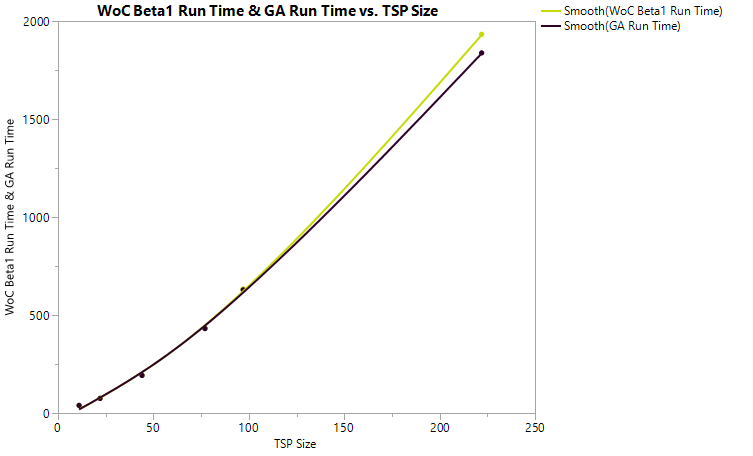 WoC Beta1 Run Time & GA Run Time vs. TSP Size
Smooth(WoC Beta1 Run Time)
Smooth(GA Run Time)
WoC Beta1 Run Time & GA Run Time
2000
1500
1000
500
0
0 50 100 150 200 250
TSP Size